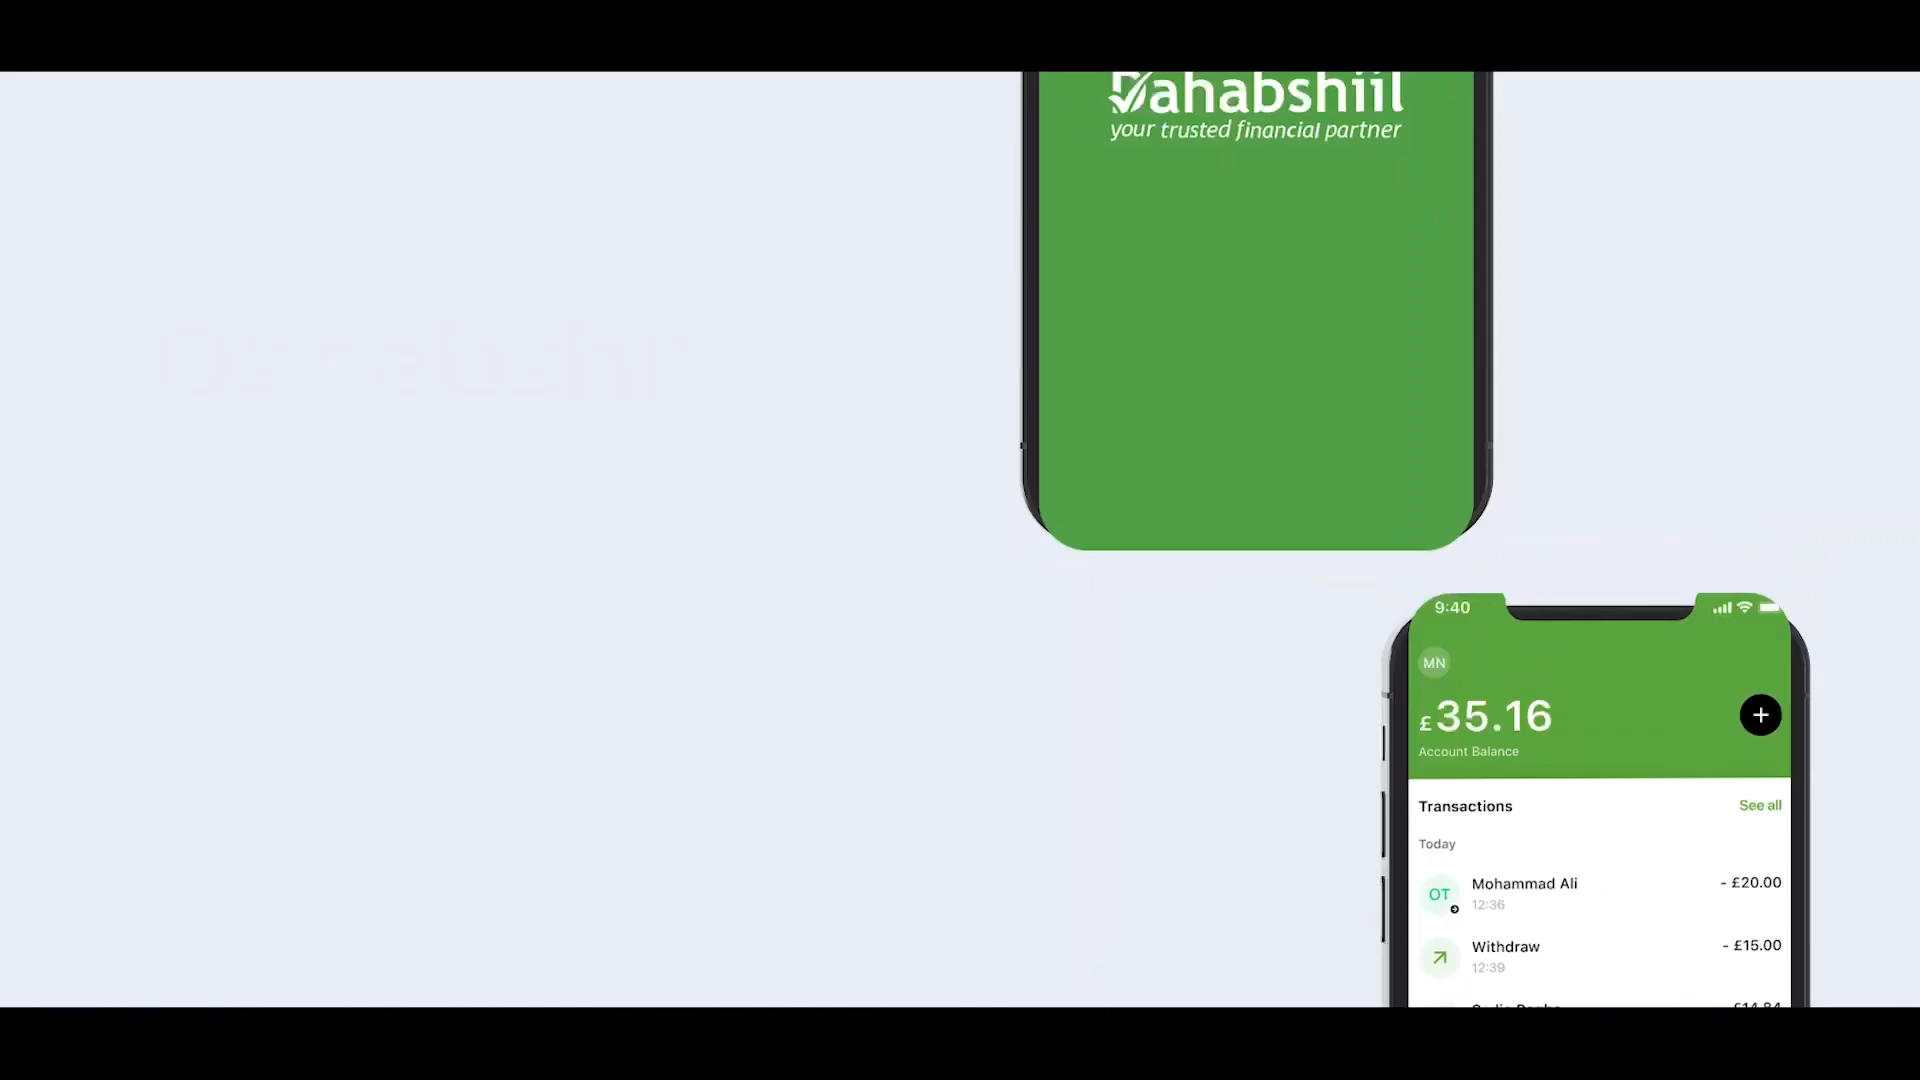 Dahabshiil
your trusted financial partner
9:40
MN
£35.16
Account Balance
Transactions
See all
Today
OT
Mohammad Ali
- £20.00
12:36
Withdraw
- £15.00
12:39